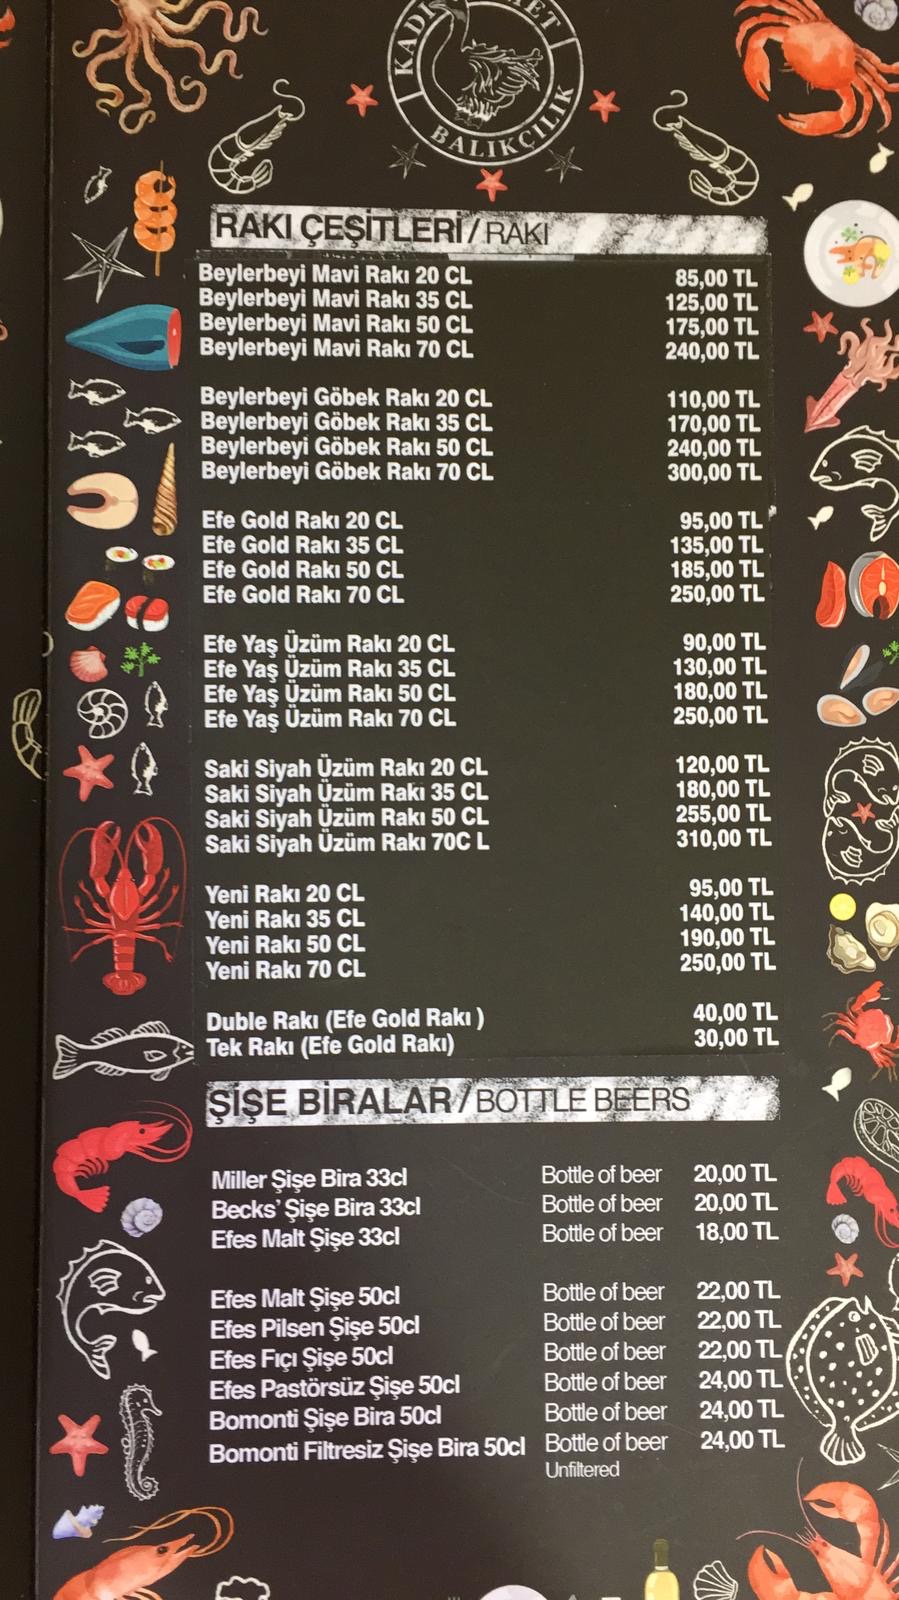 BALIKÇILIK
RAKI ÇEŞİTLERİ / RAKI
Beylerbeyi Mavi Rakı 20 CL 85,00 TL
Beylerbeyi Mavi Rakı 35 CL 125,00 TL
Beylerbeyi Mavi Rakı 50 CL 175,00 TL
Beylerbeyi Mavi Rakı 70 CL 240,00 TL
Beylerbeyi Göbek Rakı 20 CL 110,00 TL
Beylerbeyi Göbek Rakı 35 CL 170,00 TL
Beylerbeyi Göbek Rakı 50 CL 240,00 TL
Beylerbeyi Göbek Rakı 70 CL 300,00 TL
Efe Gold Rakı 20 CL 95,00 TL
Efe Gold Rakı 35 CL 135,00 TL
Efe Gold Rakı 50 CL 185,00 TL
Efe Gold Rakı 70 CL 250,00 TL
Efe Yaş Üzüm Rakı 20 CL 90,00 TL
Efe Yaş Üzüm Rakı 35 CL 130,00 TL
Efe Yaş Üzüm Rakı 50 CL 180,00 TL
Efe Yaş Üzüm Rakı 70 CL 250,00 TL
Saki Siyah Üzüm Rakı 20 CL 120,00 TL
Saki Siyah Üzüm Rakı 35 CL 180,00 TL
Saki Siyah Üzüm Rakı 50 CL 255,00 TL
Saki Siyah Üzüm Rakı 70C L 310,00 TL
Yeni Rakı 20 CL 95,00 TL
Yeni Rakı 35 CL 140,00 TL
Yeni Rakı 50 CL 190,00 TL
Yeni Rakı 70 CL 250,00 TL
Duble Rakı (Efe Gold Rakı ) 40,00 TL
Tek Rakı (Efe Gold Rakı) 30,00 TL
ŞİŞE BİRALAR / BOTTLE BEERS
Miller Şişe Bira 33cl Bottle of beer 20,00 TL
Becks' Şişe Bira 33cl Bottle of beer 20,00 TL
Efes Malt Şişe 33cl Bottle of beer 18,00 TL
Efes Malt Şişe 50cl Bottle of beer 22,00 TL
Efes Pilsen Şişe 50cl Bottle of beer 22,00 TL
Efes Fıçı Şişe 50cl Bottle of beer 22,00 TL
Efes Pastörsüz Şişe 50cl Bottle of beer 24,00 TL
Bomonti Şişe Bira 50cl Bottle of beer 24,00 TL
Bomonti Filtresiz Şişe Bira 50cl Bottle of beer 24,00 TL
Unfiltered